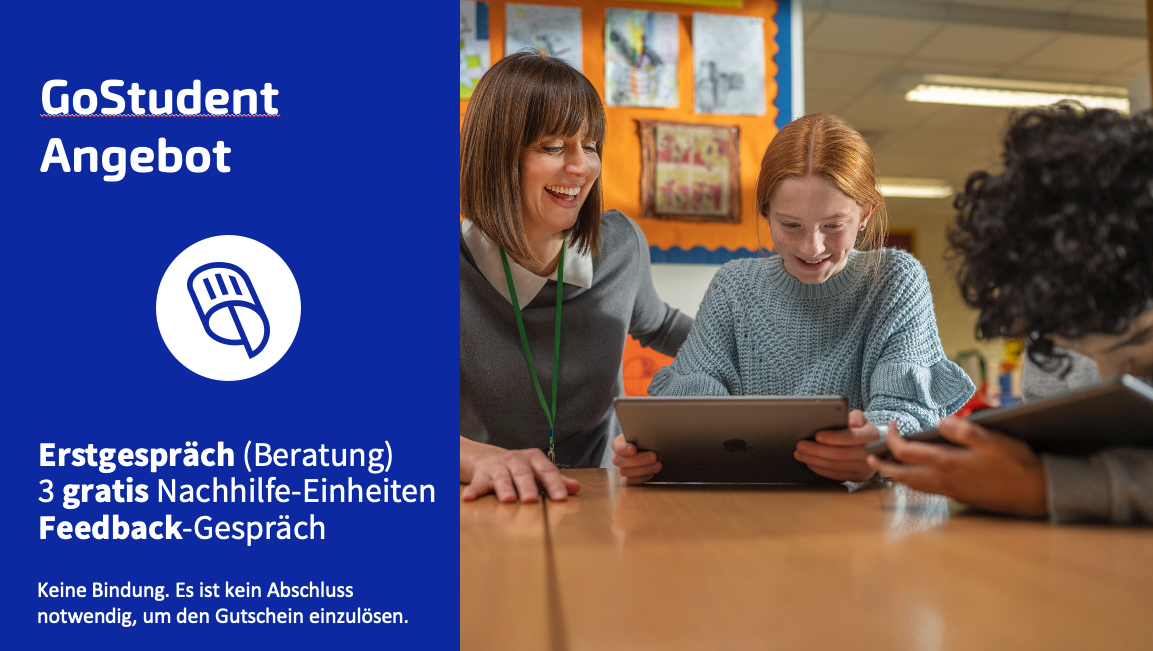 GoStudent
Angebot
Erstgespräch (Beratung)
3 gratis Nachhilfe-Einheiten
Feedback-Gespräch
Keine Bindung. Es ist kein Abschluss
notwendig, um den Gutschein einzulösen.